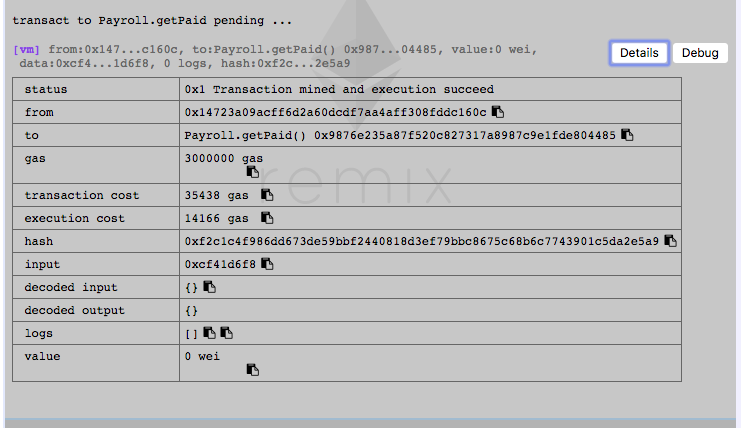 transact to Payroll.getPaid pending ...
[vm] from:0x147...c160c, to:Payroll.getPaid() 0x987...04485, value:0 wei,
data:0xcf4...1d6f8, 0 logs, hash:0xf2c...2e5a9
Details Debug
status 0x1 Transaction mined and execution succeed
from 0x14723a09acff6d2a60dcdf7aa4aff308fddc160c
to Payroll.getPaid() 0x9876e235a87f520c827317a8987c9e1fde804485
gas 3000000 gas
transaction cost 35438 gas
remix
execution cost 14166 gas
hash 0xf2c1c4f986dd673de59bbf2440818d3ef79bbc8675c68b6c7743901c5da2e5a9
input 0xcf41d6f8
decoded input {}
decoded output {}
logs []
value 0 wei